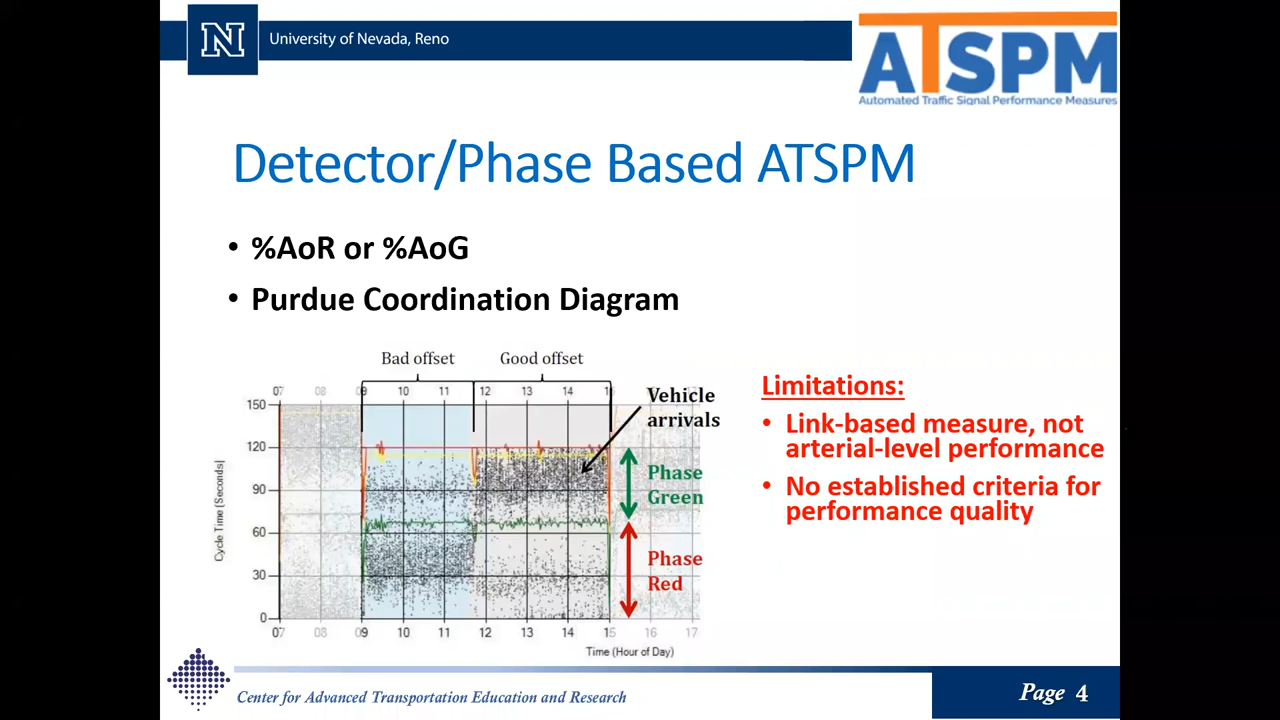 N
University of Nevada, Reno
ATSPM
Automated Traffic Signal Performance Measures
Detector/Phase Based ATSPM
• %AoR or %AoG
• Purdue Coordination Diagram
Bad offset
Good offset
07 08 09 10 11 12 13 14 15 16 17
150
120
90
60
30
0
Cycle Time (Seconds)
Vehicle
arrivals
Phase
Green
Phase
Red
07 08 09 10 11 12 13 14 15 16 17
Time (Hour of Day)
Limitations:
• Link-based measure, not
arterial-level performance
• No established criteria for
performance quality
Center for Advanced Transportation Education and Research
Page 4